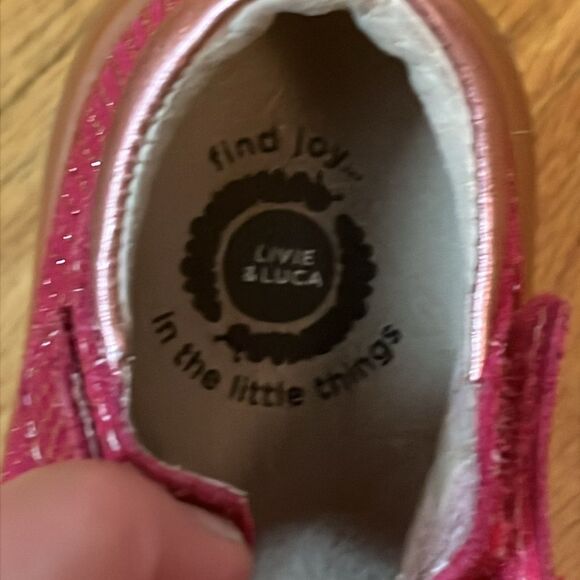 find joy...
LIVIE
& LUCA
in the little things